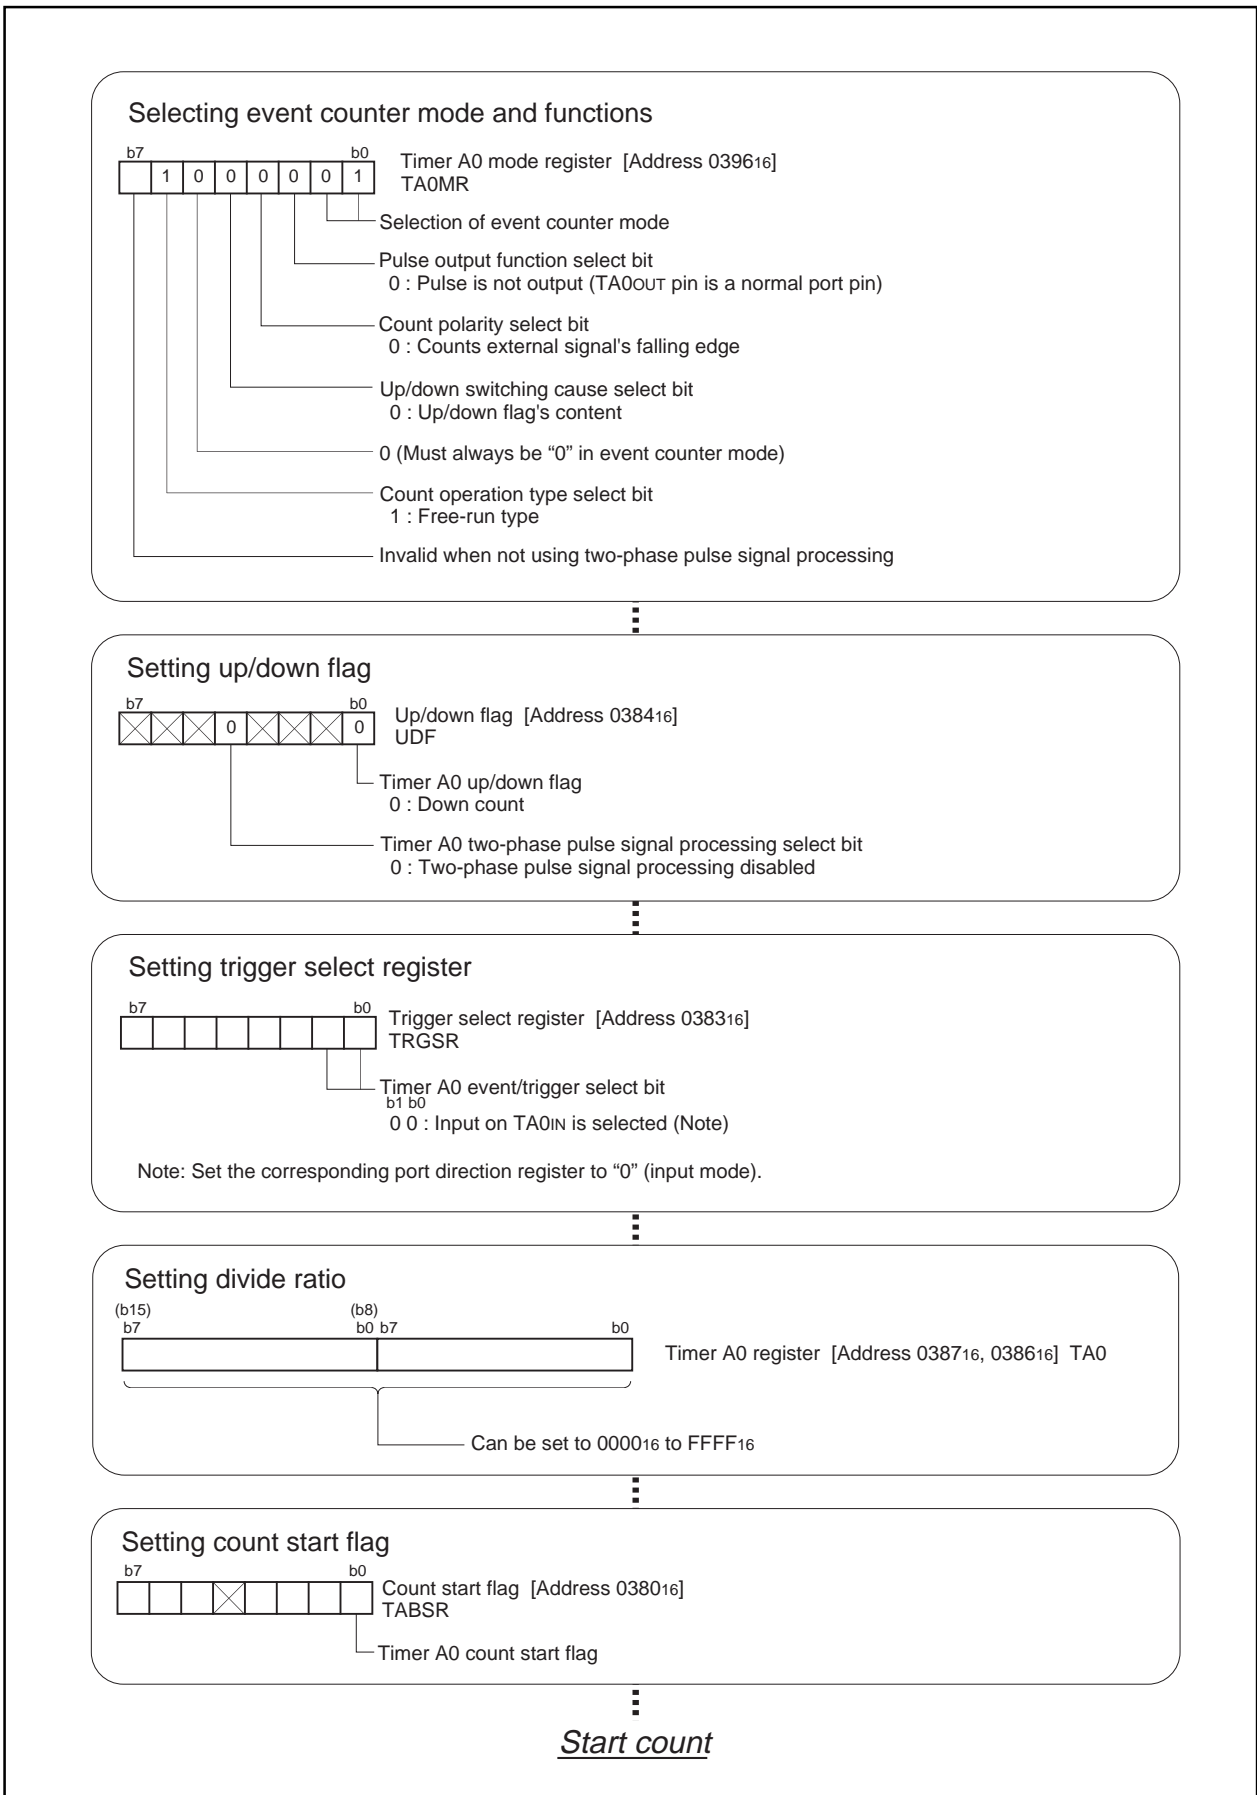 Selecting event counter mode and functions
b7 b0
1 0 0 0 0 0 1
Timer A0 mode register [Address 039616]
TA0MR
Selection of event counter mode
Pulse output function select bit
0 : Pulse is not output (TA0OUT pin is a normal port pin)
Count polarity select bit
0 : Counts external signal's falling edge
Up/down switching cause select bit
0 : Up/down flag's content
0 (Must always be “0” in event counter mode)
Count operation type select bit
1 : Free-run type
Invalid when not using two-phase pulse signal processing
Setting up/down flag
b7 b0
0 0
Up/down flag [Address 038416]
UDF
Timer A0 up/down flag
0 : Down count
Timer A0 two-phase pulse signal processing select bit
0 : Two-phase pulse signal processing disabled
Setting trigger select register
b7 b0
Trigger select register [Address 038316]
TRGSR
Timer A0 event/trigger select bit
b1 b0
0 0 : Input on TA0IN is selected (Note)
Note: Set the corresponding port direction register to “0” (input mode).
Setting divide ratio
(b15) (b8)
b7 b0 b7 b0
Timer A0 register [Address 038716, 038616] TA0
Can be set to 000016 to FFFF16
Setting count start flag
b7 b0
Count start flag [Address 038016]
TABSR
Timer A0 count start flag
Start count